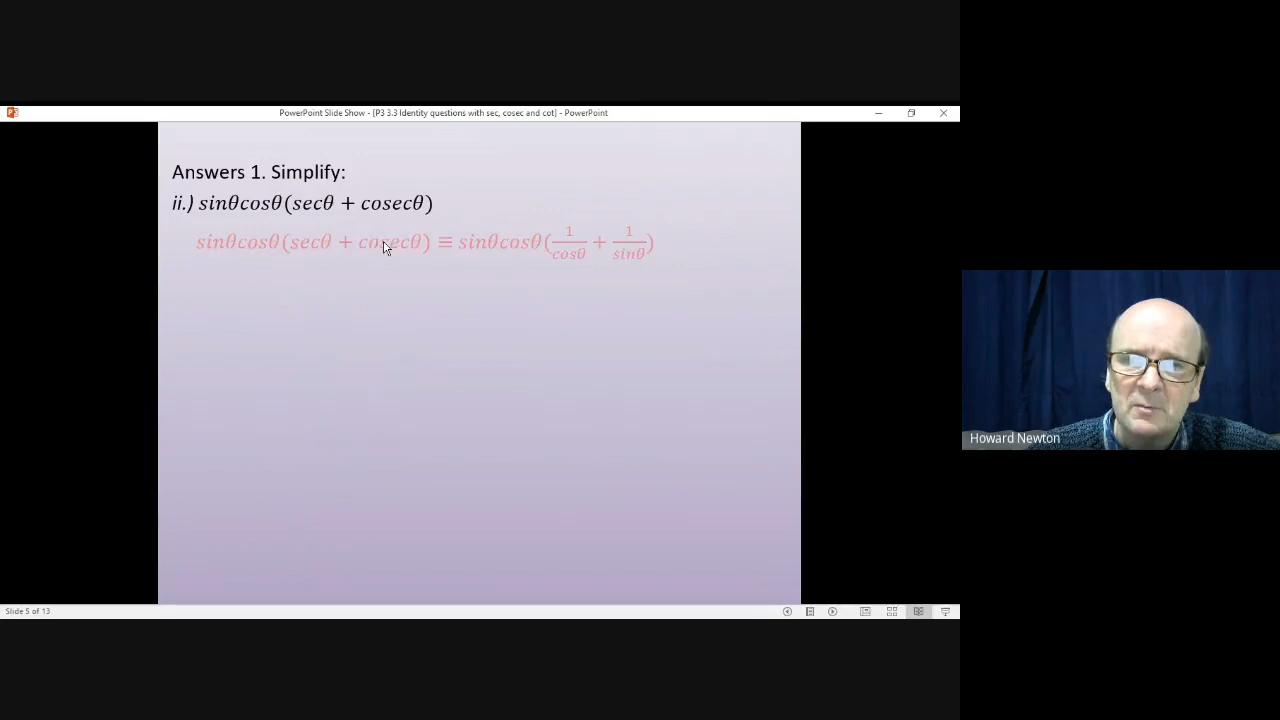 PowerPoint Slide Show - [P3 3.3 Identity questions with sec, cosec and cot] - PowerPoint
Answers 1. Simplify:
ii.) sinθcosθ(secθ + cosecθ)
sinθcosθ(secθ + cosecθ) ≡ sinθcosθ(1/cosθ + 1/sinθ)
Howard Newton
Slide 5 of 13